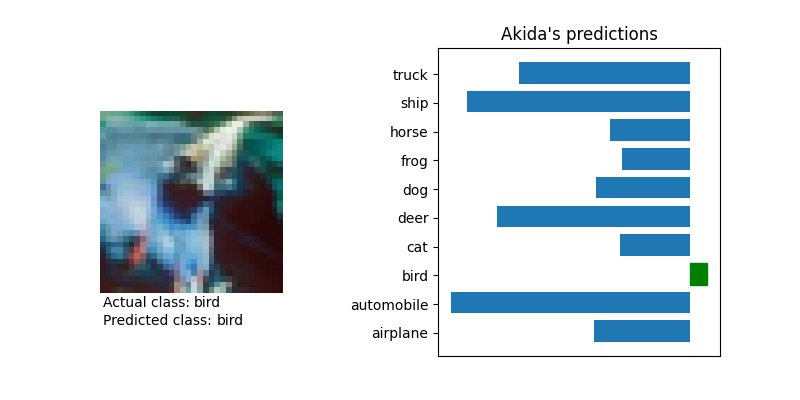 Akida's predictions
truck
ship
horse
frog
dog
deer
cat
bird
automobile
airplane
Actual class: bird
Predicted class: bird